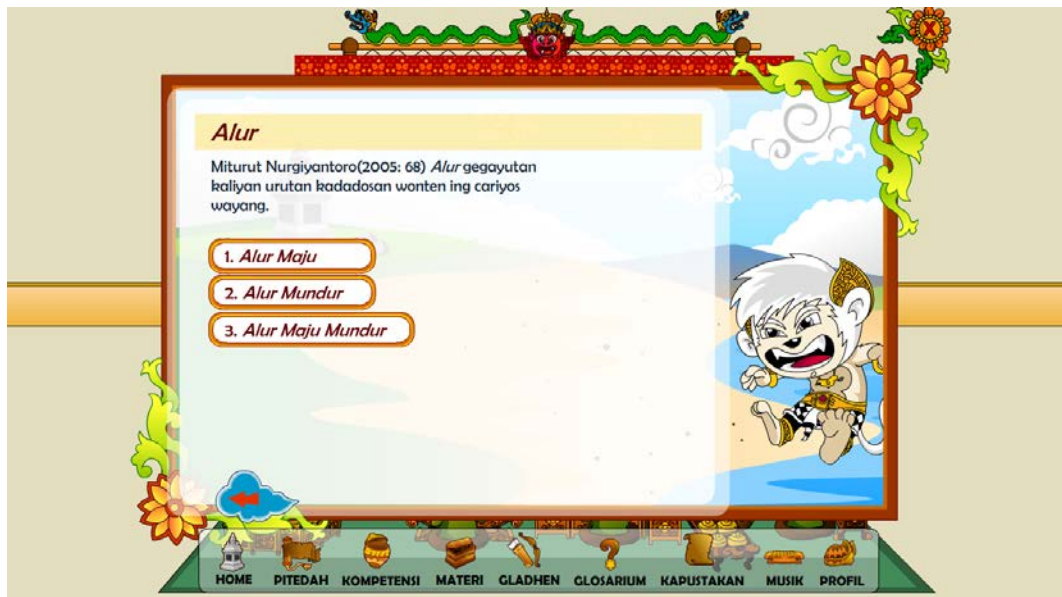 X
Alur
Miturut Nurgiyantoro(2005: 68) Alur gegayutan
kaliyan urutan kadadosan wonten ing cariyos
wayang.
1. Alur Maju
2. Alur Mundur
3. Alur Maju Mundur
HOME PITEDAH KOMPETENSI MATERI GLADHEN GLOSARIUM KAPUSTAKAN MUSIK PROFIL